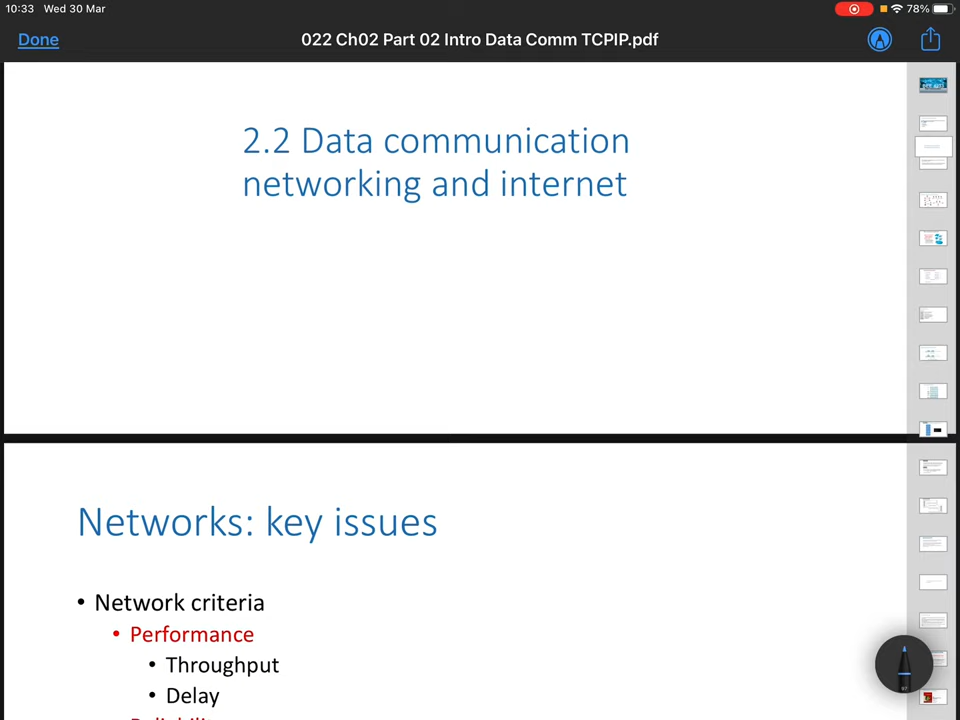 10:33 Wed 30 Mar 78%
Done 022 Ch02 Part 02 Intro Data Comm TCPIP.pdf
2.2 Data communication
networking and internet
Networks: key issues
• Network criteria
• Performance
• Throughput
• Delay